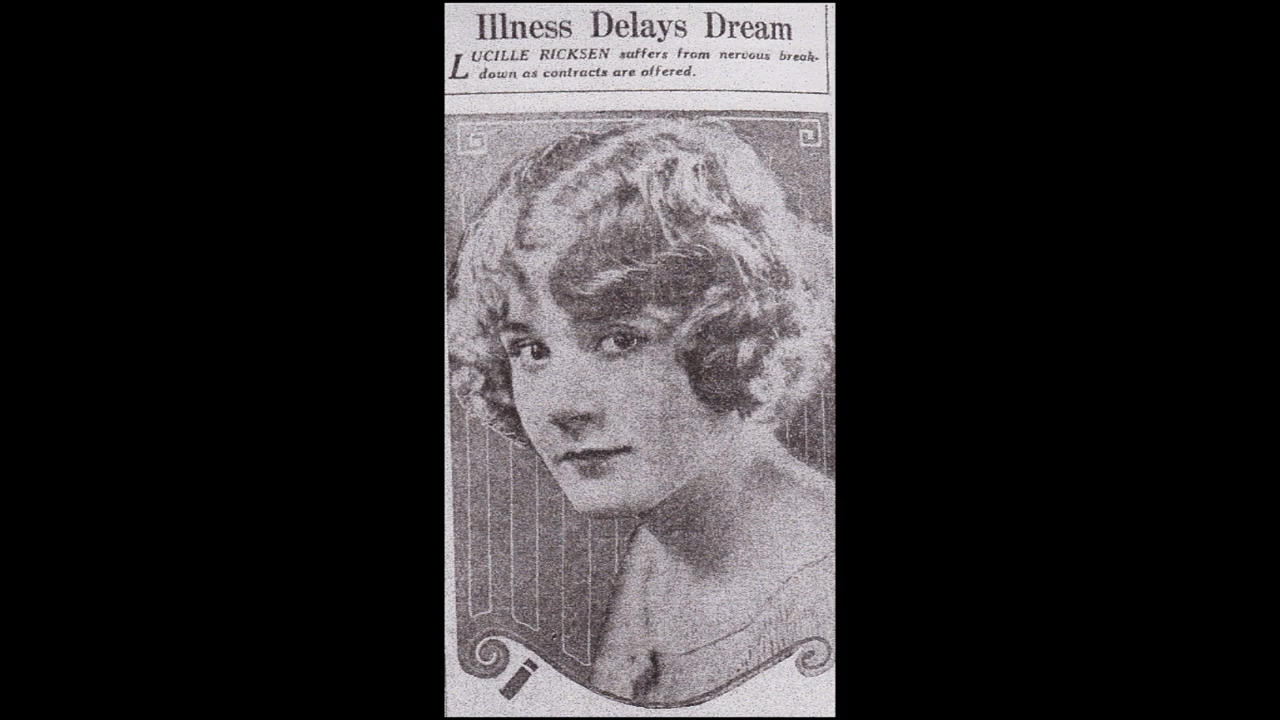 Illness Delays Dream
LUCILLE RICKSEN suffers from nervous break-
down as contracts are offered.